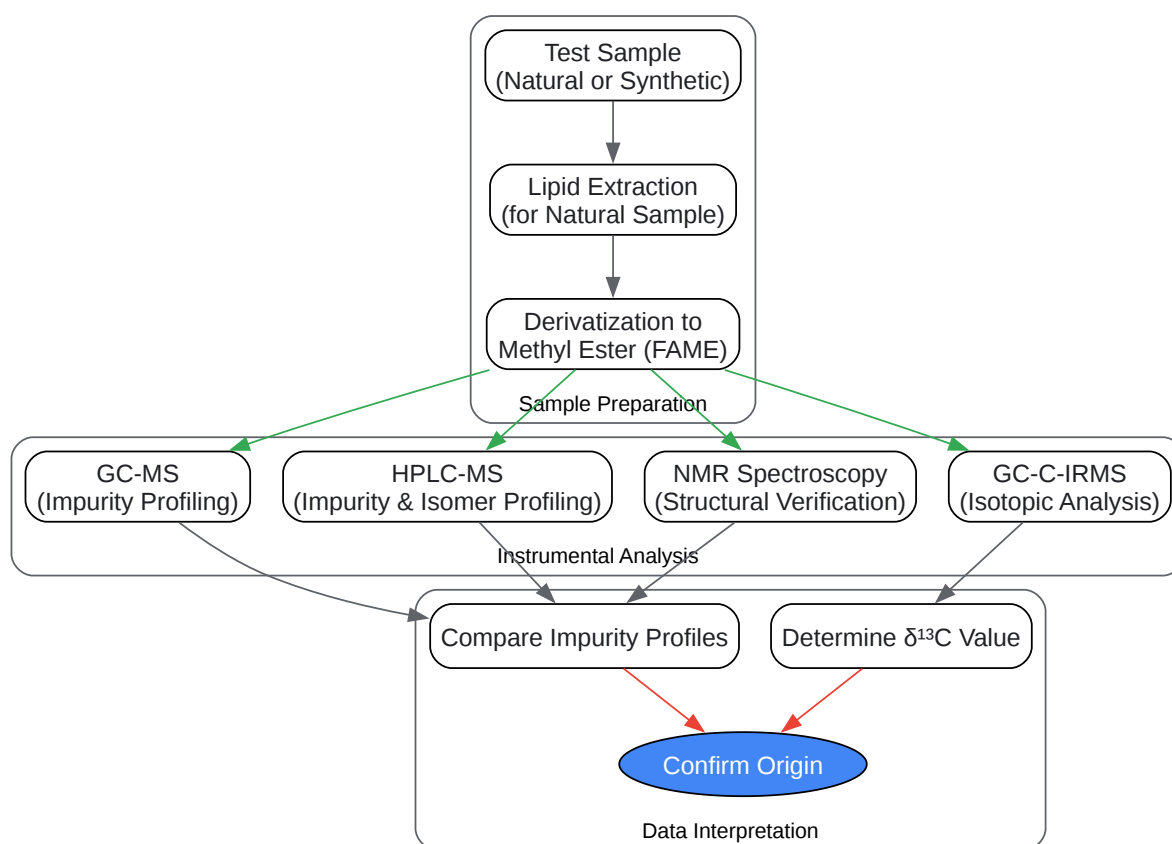 Test Sample
(Natural or Synthetic)
Lipid Extraction
(for Natural Sample)
Derivatization to
Methyl Ester (FAME)
Sample Preparation
GC-MS
(Impurity Profiling)
HPLC-MS
(Impurity & Isomer Profiling)
NMR Spectroscopy
(Structural Verification)
GC-C-IRMS
(Isotopic Analysis)
Instrumental Analysis
Compare Impurity Profiles
Determine δ¹³C Value
Confirm Origin
Data Interpretation